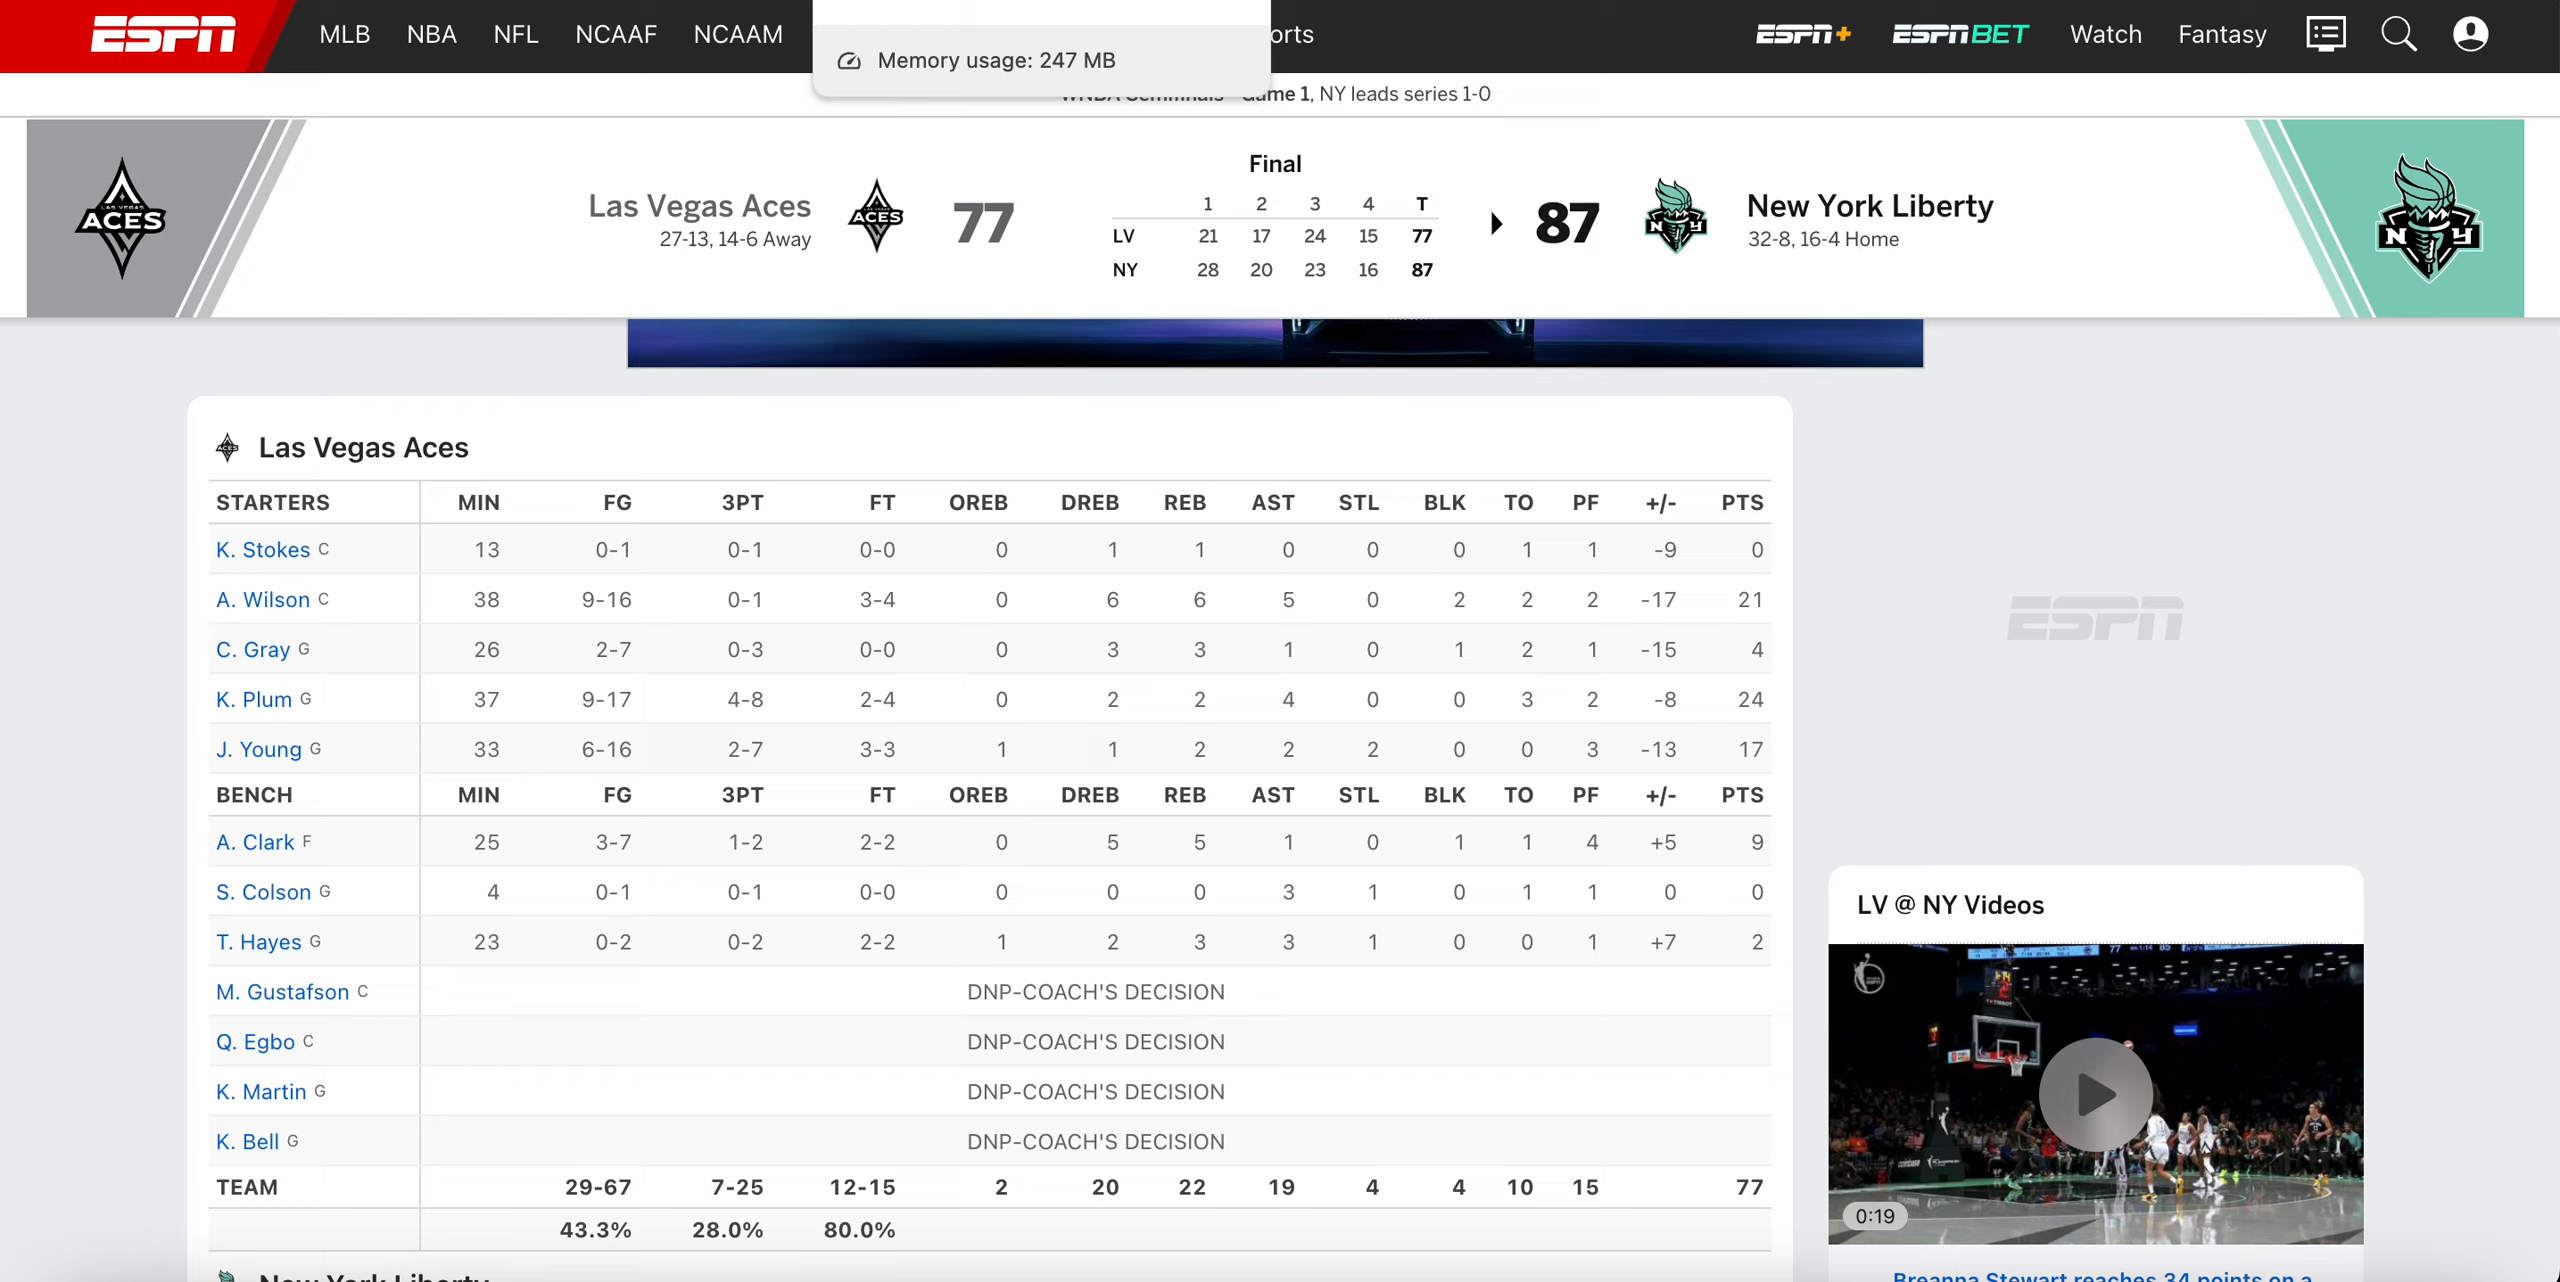 ESPN MLB NBA NFL NCAAF NCAAM orts ESPN+ ESPN BET Watch Fantasy
Memory usage: 247 MB
Game 1, NY leads series 1-0
Final
LAS VEGAS ACES
Las Vegas Aces ACES 77
27-13, 14-6 Away
1 2 3 4 T
LV 21 17 24 15 77
NY 28 20 23 16 87
87 NY New York Liberty
32-8, 16-4 Home
NY
Las Vegas Aces
STARTERS MIN FG 3PT FT OREB DREB REB AST STL BLK TO PF +/- PTS
K. Stokes C 13 0-1 0-1 0-0 0 1 1 0 0 0 1 1 -9 0
A. Wilson C 38 9-16 0-1 3-4 0 6 6 5 0 2 2 2 -17 21
C. Gray G 26 2-7 0-3 0-0 0 3 3 1 0 1 2 1 -15 4
K. Plum G 37 9-17 4-8 2-4 0 2 2 4 0 0 3 2 -8 24
J. Young G 33 6-16 2-7 3-3 1 1 2 2 2 0 0 3 -13 17
BENCH MIN FG 3PT FT OREB DREB REB AST STL BLK TO PF +/- PTS
A. Clark F 25 3-7 1-2 2-2 0 5 5 1 0 1 1 4 +5 9
S. Colson G 4 0-1 0-1 0-0 0 0 0 3 1 0 1 1 0 0
T. Hayes G 23 0-2 0-2 2-2 1 2 3 3 1 0 0 1 +7 2
M. Gustafson C DNP-COACH'S DECISION
Q. Egbo C DNP-COACH'S DECISION
K. Martin G DNP-COACH'S DECISION
K. Bell G DNP-COACH'S DECISION
TEAM 29-67 7-25 12-15 2 20 22 19 4 4 10 15 77
43.3% 28.0% 80.0%
New York Liberty
ESPN
LV @ NY Videos
0:19
Breanna Stewart reaches 34 points on a